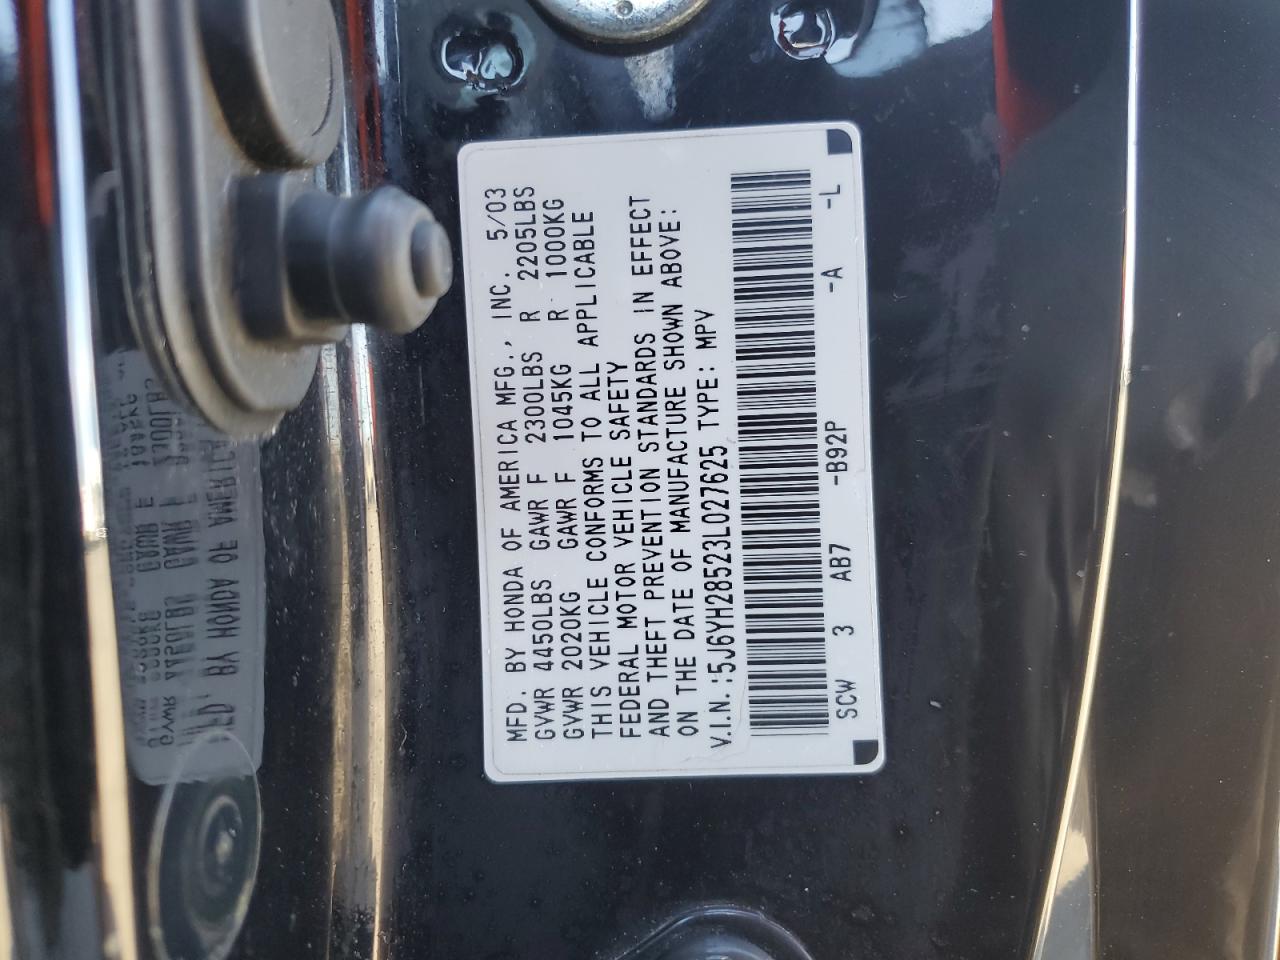 MFD. BY HONDA OF AMERICA MFG., INC. 5/03
GVWR 4450LBS GAWR F 2300LBS R 2205LBS
GVWR 2020KG GAWR F 1045KG R 1000KG
THIS VEHICLE CONFORMS TO ALL APPLICABLE
FEDERAL MOTOR VEHICLE SAFETY
AND THEFT PREVENTION STANDARDS IN EFFECT
ON THE DATE OF MANUFACTURE SHOWN ABOVE:
V.I.N.:5J6YH28523L027625 TYPE: MPV
SCW 3 AB7 -B92P -A -L